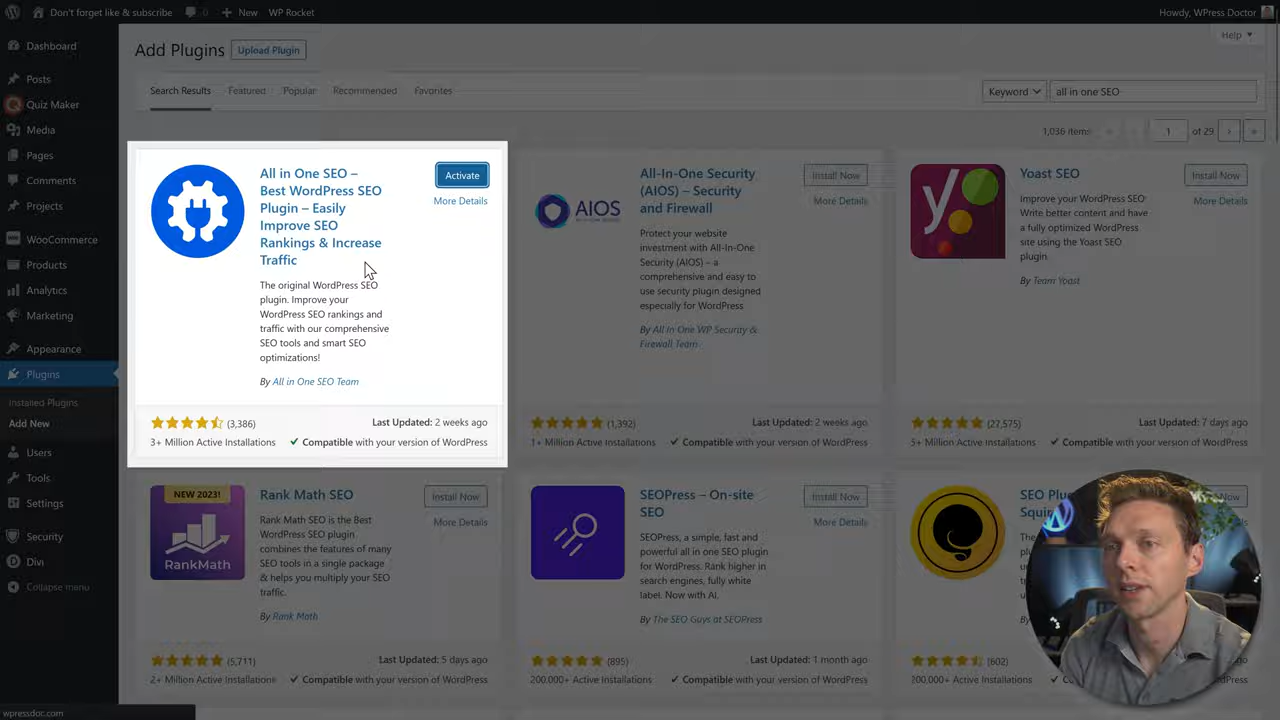 Don't forget like & subscribe
0
New
WP Rocket
Howdy, WPress Doctor
Dashboard
Posts
Quiz Maker
Media
Pages
Comments
Projects
WooCommerce
Products
Analytics
Marketing
Appearance
Plugins
Installed Plugins
Add New
Users
Tools
Settings
Security
Divi
Collapse menu
Add Plugins
Upload Plugin
Help
Search Results
Featured
Popular
Recommended
Favorites
Keyword
all in one SEO
1,036 items
1
of 29
All in One SEO –
Best WordPress SEO
Plugin – Easily
Improve SEO
Rankings & Increase
Traffic
Activate
More Details
The original WordPress SEO
plugin. Improve your
WordPress SEO rankings and
traffic with our comprehensive
SEO tools and smart SEO
optimizations!
By All in One SEO Team
(3,386)
Last Updated: 2 weeks ago
3+ Million Active Installations
Compatible with your version of WordPress
AIOS
All-In-One Security
(AIOS) – Security
and Firewall
Install Now
More Details
Protect your website
investment with All-In-One
Security (AIOS) – a
comprehensive and easy to
use security plugin designed
especially for WordPress
By All In One WP Security &
Firewall Team
(1,392)
Last Updated: 2 weeks ago
1+ Million Active Installations
Compatible with your version of WordPress
y
Yoast SEO
Install Now
More Details
Improve your WordPress SEO:
Write better content and have
a fully optimized WordPress
site using the Yoast SEO
plugin.
By Team Yoast
(27,575)
Last Updated: 7 days ago
5+ Million Active Installations
Compatible with your version of WordPress
NEW 2023!
RankMath
Rank Math SEO
Install Now
More Details
Rank Math SEO is the Best
WordPress SEO plugin
combines the features of many
SEO tools in a single package
& helps you multiply your SEO
traffic.
By Rank Math
(5,711)
Last Updated: 5 days ago
2+ Million Active Installations
Compatible with your version of WordPress
SEOPress – On-site
SEO
Install Now
More Details
SEOPress, a simple, fast and
powerful all in one SEO plugin
for WordPress. Rank higher in
search engines, fully white
label. Now with AI.
By The SEO Guys at SEOPress
(895)
Last Updated: 1 month ago
200,000+ Active Installations
Compatible with your version of WordPress
SEO
Now
(602)
200,000+ Active Installations
wpressdoc.com